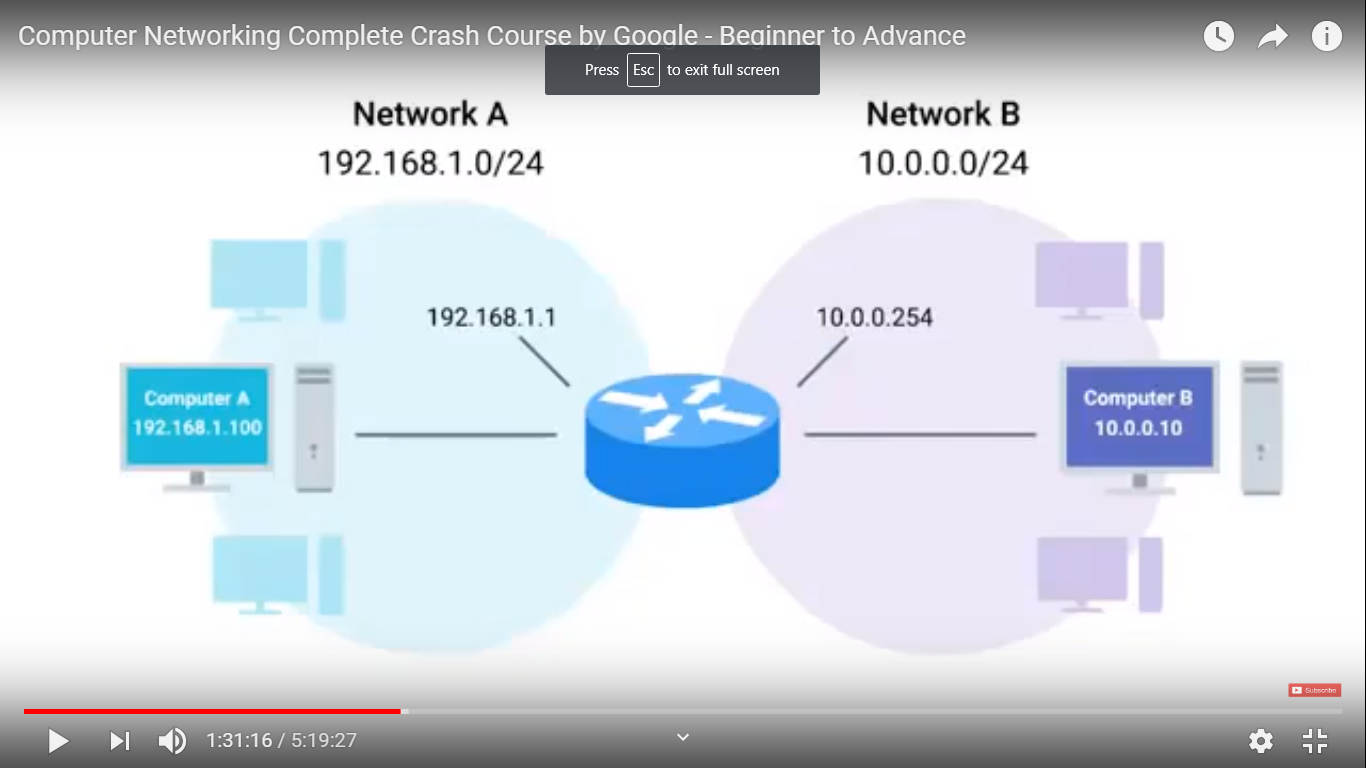 Computer Networking Complete Crash Course by Google - Beginner to Advance
Press Esc to exit full screen
Network A
192.168.1.0/24
Network B
10.0.0.0/24
192.168.1.1
10.0.0.254
Computer A
192.168.1.100
Computer B
10.0.0.10
Subscribe
1:31:16 / 5:19:27